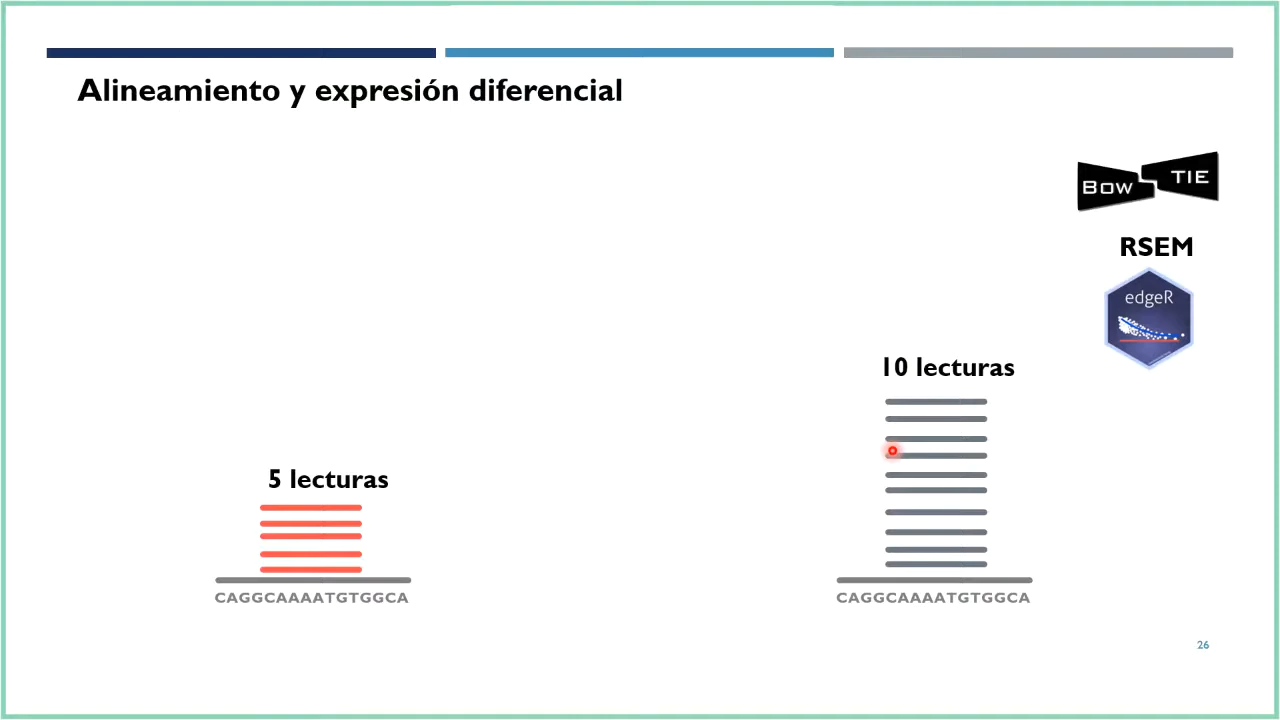 Alineamiento y expresión diferencial
Bow TIE
RSEM
edgeR
10 lecturas
5 lecturas
CAGGCAAAATGTGGCA
CAGGCAAAATGTGGCA
26